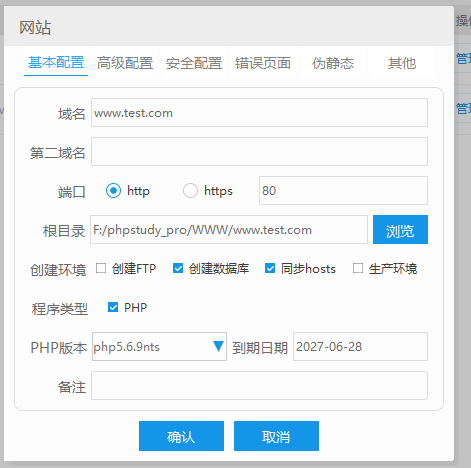 网站
操作
基本配置 高级配置 安全配置 错误页面 伪静态 其他
管理
域名 www.test.com
管理
第二域名
端口 http https 80
根目录 F:/phpstudy_pro/WWW/www.test.com 浏览
创建环境 创建FTP 创建数据库 同步hosts 生产环境
程序类型 PHP
PHP版本 php5.6.9nts 到期日期 2027-06-28
备注
确认 取消